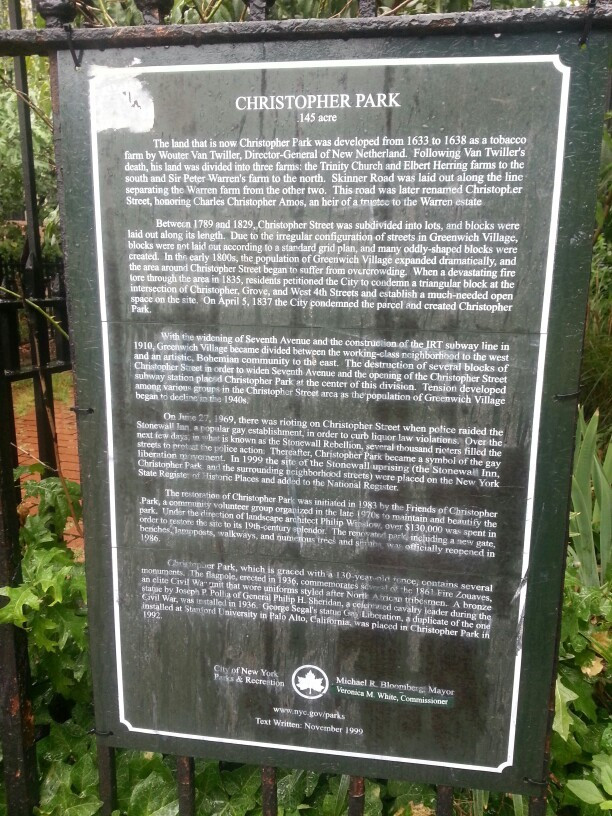 CHRISTOPHER PARK
.145 acre
The land that is now Christopher Park was developed from 1633 to 1638 as a tobacco
farm by Wouter Van Twiller, Director-General of New Netherland. Following Van Twiller's
death, his land was divided into three farms: the Trinity Church and Elbert Herring farms to the
south and Sir Peter Warren's farm to the north. Skinner Road was laid out along the line
separating the Warren farm from the other two. This road was later renamed Christopher
Street, honoring Charles Christopher Amos, an heir of a trustee to the Warren estate
Between 1789 and 1829, Christopher Street was subdivided into lots, and blocks were
laid out along its length. Due to the irregular configuration of streets in Greenwich Village,
blocks were not laid out according to a standard grid plan, and many oddly-shaped blocks were
created. In the early 1800s, the population of Greenwich Village expanded dramatically, and
the area around Christopher Street began to suffer from overcrowding. When a devastating fire
tore through the area in 1835, residents petitioned the City to condemn a triangular block at the
intersection of Christopher, Grove, and West 4th Streets and establish a much-needed open
space on the site. On April 5, 1837 the City condemned the parcel and created Christopher
Park.
With the widening of Seventh Avenue and the construction of the IRT subway line in
1910, Greenwich Village became divided between the working-class neighborhood to the west
and an artistic, Bohemian community to the east. The destruction of several blocks of
Christopher Street in order to widen Seventh Avenue and the opening of the Christopher Street
subway station placed Christopher Park at the center of this division. Tension developed
among various groups in the Christopher Street area as the population of Greenwich Village
began to decline in the 1940s.
On June 27, 1969, there was rioting on Christopher Street when police raided the
Stonewall Inn, a popular gay establishment, in order to curb liquor law violations. Over the
next few days, in what is known as the Stonewall Rebellion, several thousand rioters filled the
streets to protest the police action. Thereafter, Christopher Park became a symbol of the gay
liberation movement. In 1999 the site of the Stonewall uprising (the Stonewall Inn,
Christopher Park, and the surrounding neighborhood streets) were placed on the New York
State Register of Historic Places and added to the National Register.
The restoration of Christopher Park was initiated in 1983 by the Friends of Christopher
Park, a community volunteer group organized in the late 1970s to maintain and beautify the
park. Under the direction of landscape architect Philip Winslow, over $130,000 was spent in
order to restore the site to its 19th-century splendor. The renovated park, including a new gate,
benches, lampposts, walkways, and numerous trees and shrubs, was officially reopened in
1986.
Christopher Park, which is graced with a 130-year-old fence, contains several
monuments. The flagpole, erected in 1936, commemorates of the 1861 Fire Zouaves,
an elite Civil War unit that wore uniforms styled after North African tribesmen. A bronze
statue by Joseph P. Pollia of General Philip H. Sheridan, a celebrated cavalry leader during the
Civil War, was installed in 1936. George Segal's statue Gay Liberation, a duplicate of the one
installed at Stanford University in Palo Alto, California, was placed in Christopher Park in
1992.
City of New York
Parks & Recreation
Michael R. Bloomberg, Mayor
Veronica M. White, Commissioner
www.nyc.gov/parks
Text Written: November 1999